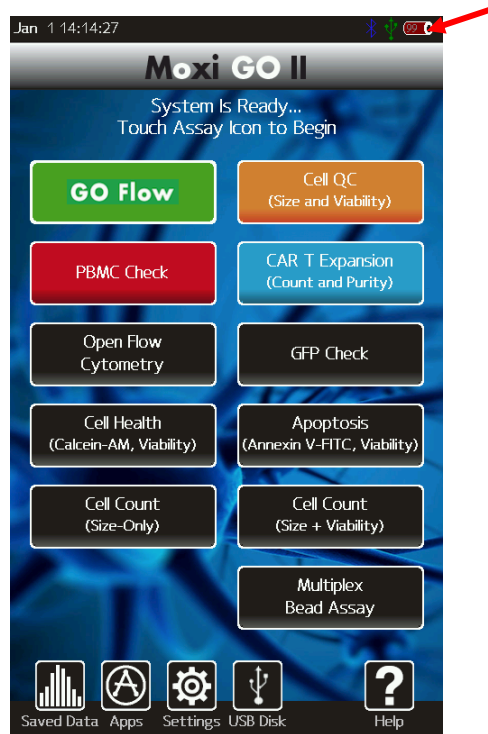 Jan 1 14:14:27
99
Moxi GO II
System Is Ready...
Touch Assay Icon to Begin
GO Flow
Cell QC
(Size and Viability)
PBMC Check
CAR T Expansion
(Count and Purity)
Open Flow
Cytometry
GFP Check
Cell Health
(Calcein-AM, Viability)
Apoptosis
(Annexin V-FITC, Viability)
Cell Count
(Size-Only)
Cell Count
(Size + Viability)
Multiplex
Bead Assay
?
Saved Data
Apps
Settings
USB Disk
Help